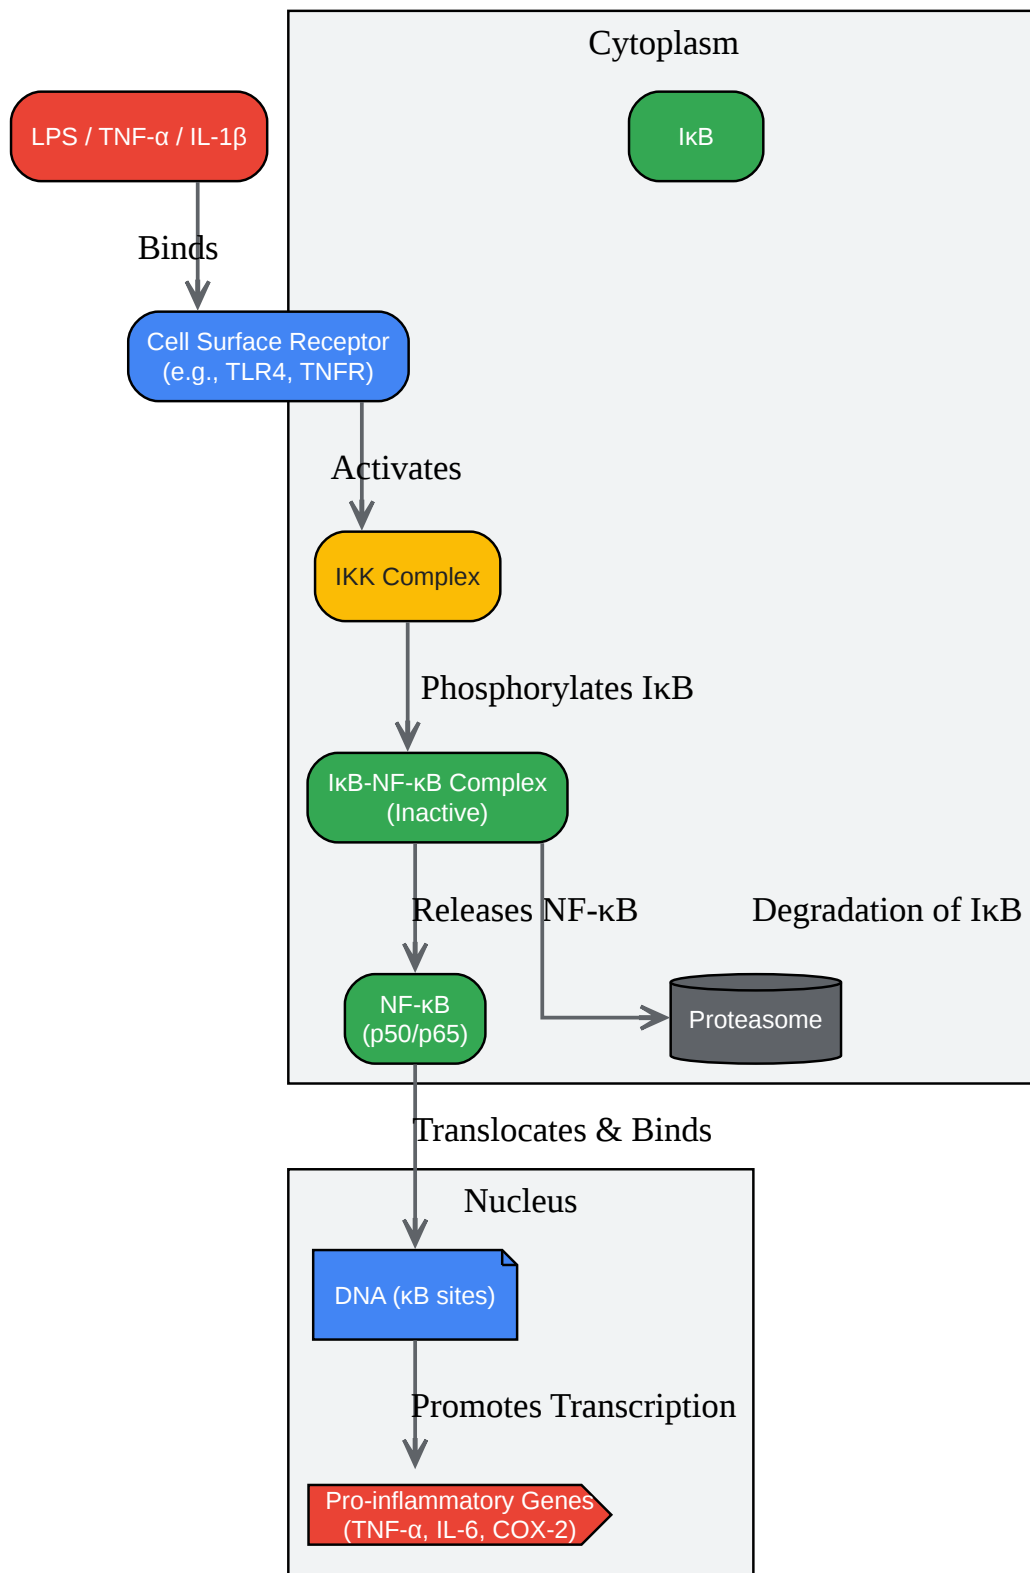 Cytoplasm
LPS / TNF-α / IL-1β
IκB
Binds
Cell Surface Receptor
(e.g., TLR4, TNFR)
Activates
IKK Complex
Phosphorylates IκB
IκB-NF-κB Complex
(Inactive)
Releases NF-κB
Degradation of IκB
NF-κB
(p50/p65)
Proteasome
Translocates & Binds
Nucleus
DNA (κB sites)
Promotes Transcription
Pro-inflammatory Genes
(TNF-α, IL-6, COX-2)